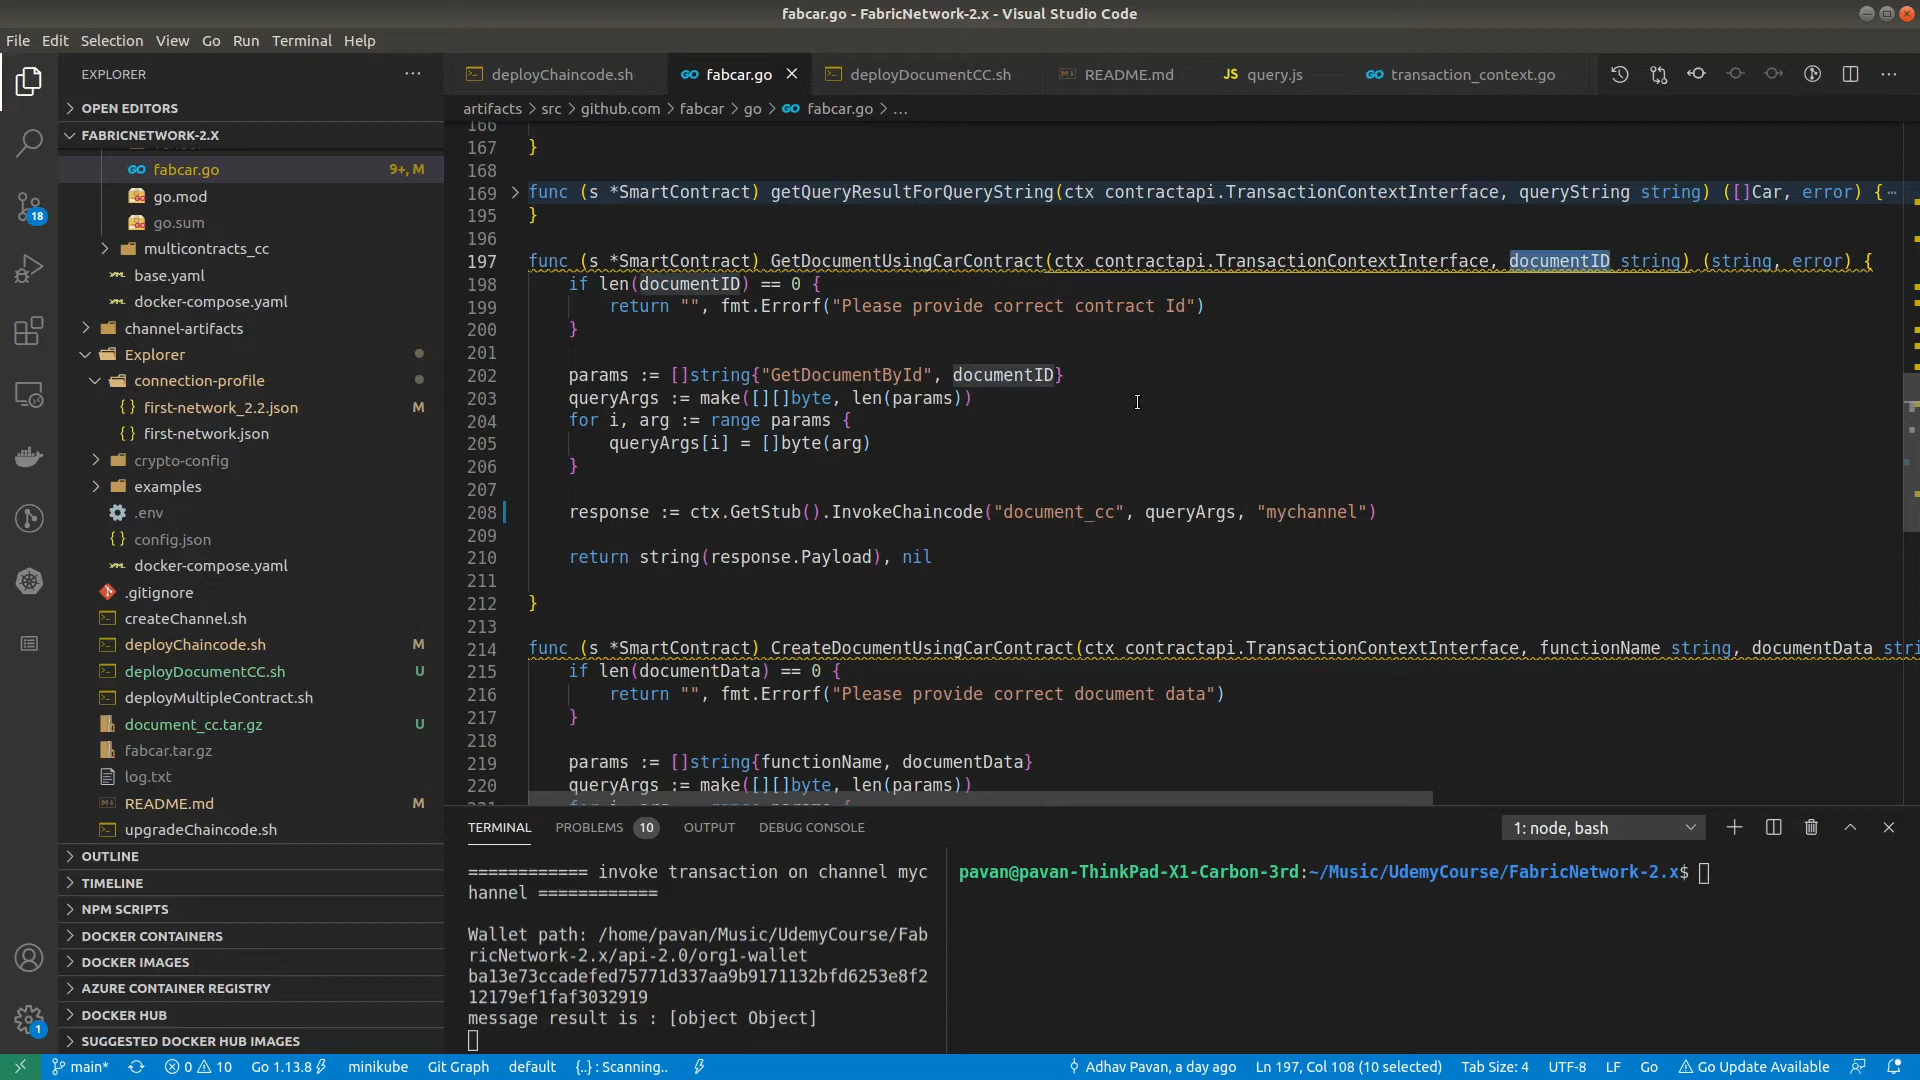 fabcar.go - FabricNetwork-2.x - Visual Studio Code
File Edit Selection View Go Run Terminal Help
EXPLORER
OPEN EDITORS
FABRICNETWORK-2.X
fabcar.go 9+, M
go.mod
go.sum
multicontracts_cc
base.yaml
docker-compose.yaml
channel-artifacts
Explorer
connection-profile
first-network_2.2.json M
first-network.json
crypto-config
examples
.env
config.json
docker-compose.yaml
.gitignore
createChannel.sh
deployChaincode.sh M
deployDocumentCC.sh U
deployMultipleContract.sh
document_cc.tar.gz U
fabcar.tar.gz
log.txt
README.md M
upgradeChaincode.sh
OUTLINE
TIMELINE
NPM SCRIPTS
DOCKER CONTAINERS
DOCKER IMAGES
AZURE CONTAINER REGISTRY
DOCKER HUB
SUGGESTED DOCKER HUB IMAGES
18
1
deployChaincode.sh fabcar.go deployDocumentCC.sh README.md JS query.js transaction_context.go
artifacts > src > github.com > fabcar > go > fabcar.go > ...
166
167 }
168
169 func (s *SmartContract) getQueryResultForQueryString(ctx contractapi.TransactionContextInterface, queryString string) ([]Car, error) {
195 }
196
197 func (s *SmartContract) GetDocumentUsingCarContract(ctx contractapi.TransactionContextInterface, documentID string) (string, error) {
198 if len(documentID) == 0 {
199 return "", fmt.Errorf("Please provide correct contract Id")
200 }
201
202 params := []string{"GetDocumentById", documentID}
203 queryArgs := make([][]byte, len(params))
204 for i, arg := range params {
205 queryArgs[i] = []byte(arg)
206 }
207
208 response := ctx.GetStub().InvokeChaincode("document_cc", queryArgs, "mychannel")
209
210 return string(response.Payload), nil
211
212 }
213
214 func (s *SmartContract) CreateDocumentUsingCarContract(ctx contractapi.TransactionContextInterface, functionName string, documentData stri
215 if len(documentData) == 0 {
216 return "", fmt.Errorf("Please provide correct document data")
217 }
218
219 params := []string{functionName, documentData}
220 queryArgs := make([][]byte, len(params))
TERMINAL PROBLEMS 10 OUTPUT DEBUG CONSOLE 1: node, bash
============ invoke transaction on channel myc
hannel ============
Wallet path: /home/pavan/Music/UdemyCourse/Fab
ricNetwork-2.x/api-2.0/org1-wallet
ba13e73ccadefed75771d337aa9b9171132bfd6253e8f2
12179ef1faf3032919
message result is : [object Object]
pavan@pavan-ThinkPad-X1-Carbon-3rd:~/Music/UdemyCourse/FabricNetwork-2.x$
main* 0 10 Go 1.13.8 minikube Git Graph default {..} : Scanning.. Adhav Pavan, a day ago Ln 197, Col 108 (10 selected) Tab Size: 4 UTF-8 LF Go Go Update Available